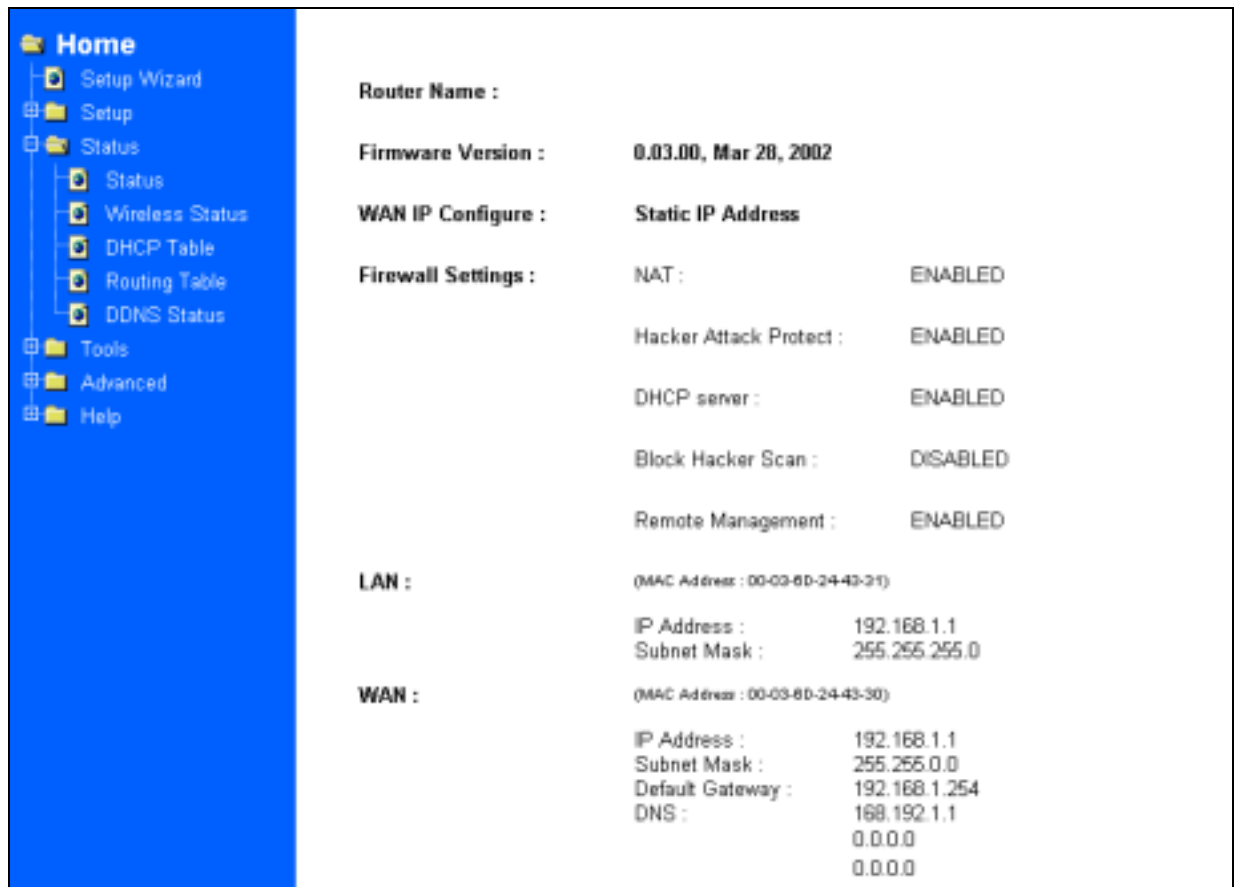 Home
Setup Wizard
Setup
Status
Status
Wireless Status
DHCP Table
Routing Table
DDNS Status
Tools
Advanced
Help
Router Name :
Firmware Version : 0.03.00, Mar 28, 2002
WAN IP Configure : Static IP Address
Firewall Settings : NAT : ENABLED
Hacker Attack Protect : ENABLED
DHCP server : ENABLED
Block Hacker Scan : DISABLED
Remote Management : ENABLED
LAN : (MAC Address : 00-03-6D-24-43-31)
IP Address : 192.168.1.1
Subnet Mask : 255.255.255.0
WAN : (MAC Address : 00-03-6D-24-43-30)
IP Address : 192.168.1.1
Subnet Mask : 255.255.0.0
Default Gateway : 192.168.1.254
DNS : 168.192.1.1
0.0.0.0
0.0.0.0